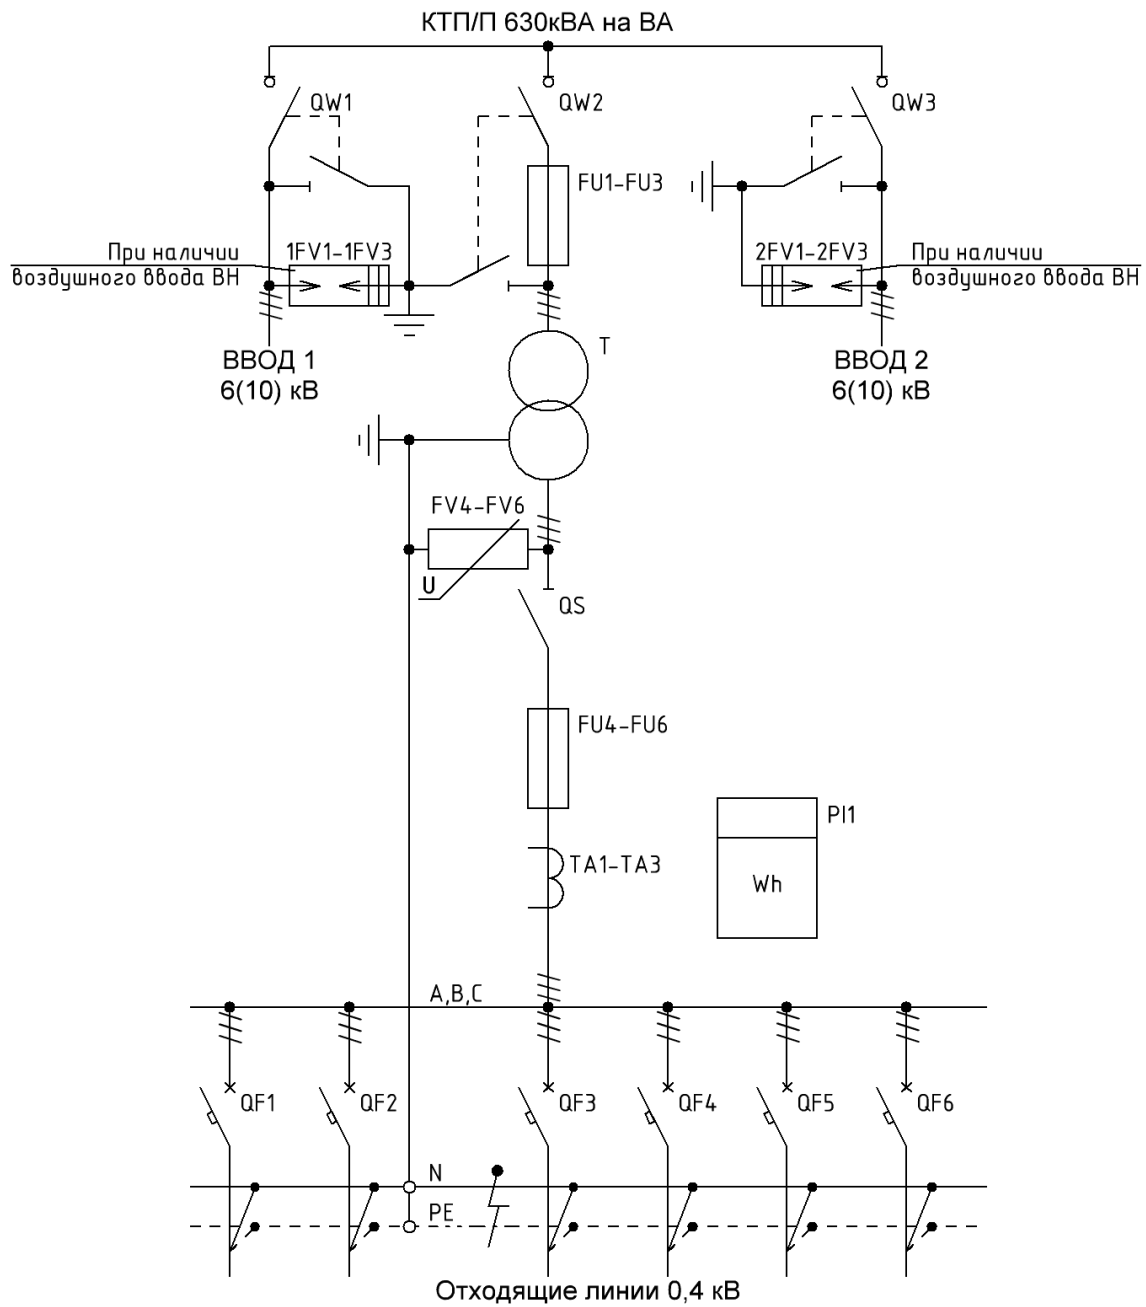 КТП/П 630кВА на ВА
QW1
QW2
QW3
FU1-FU3
При наличии
воздушного ввода ВН
1FV1-1FV3
2FV1-2FV3
При наличии
воздушного ввода ВН
ВВОД 1
6(10) кВ
T
ВВОД 2
6(10) кВ
FV4-FV6
U
QS
FU4-FU6
PI1
TA1-TA3
Wh
A,B,C
QF1
QF2
QF3
QF4
QF5
QF6
N
PE
Отходящие линии 0,4 кВ